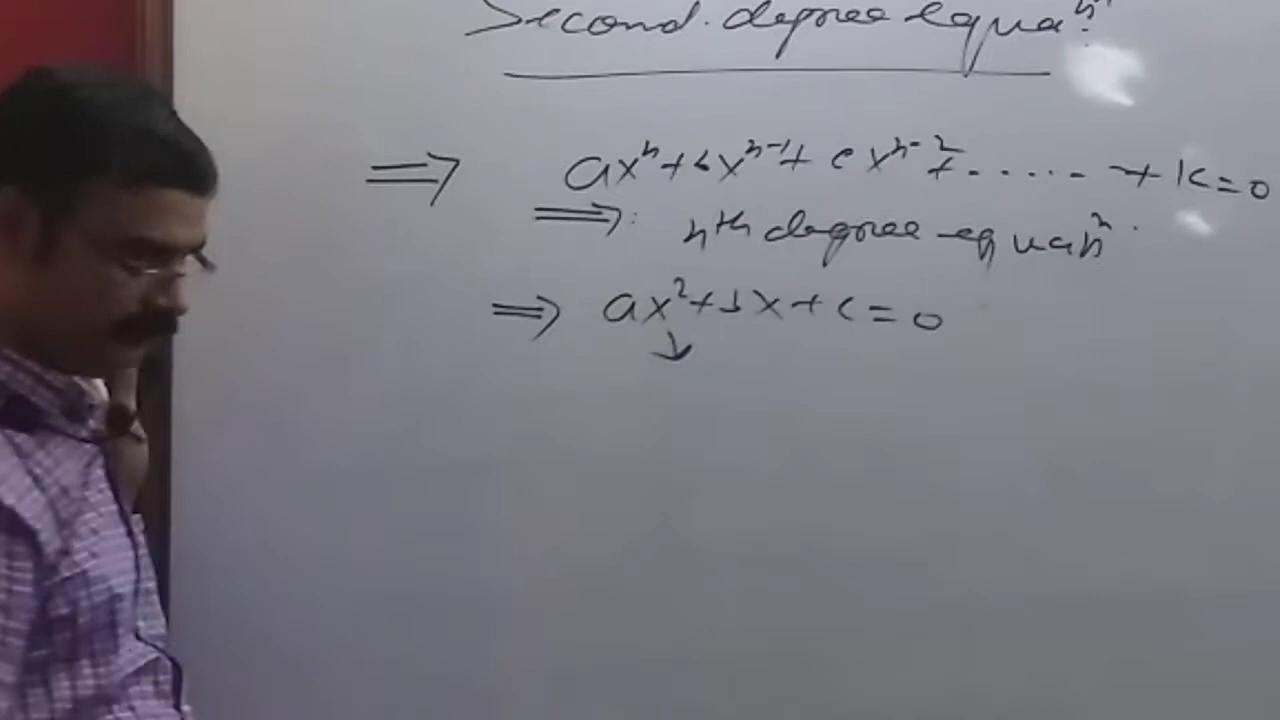 Second. degree equaⁿ.
⇒ axⁿ + bxⁿ⁻¹ + cxⁿ⁻² + ...... + k = 0
⇒ nth degree equaⁿ.
⇒ ax² + bx + c = 0
↓